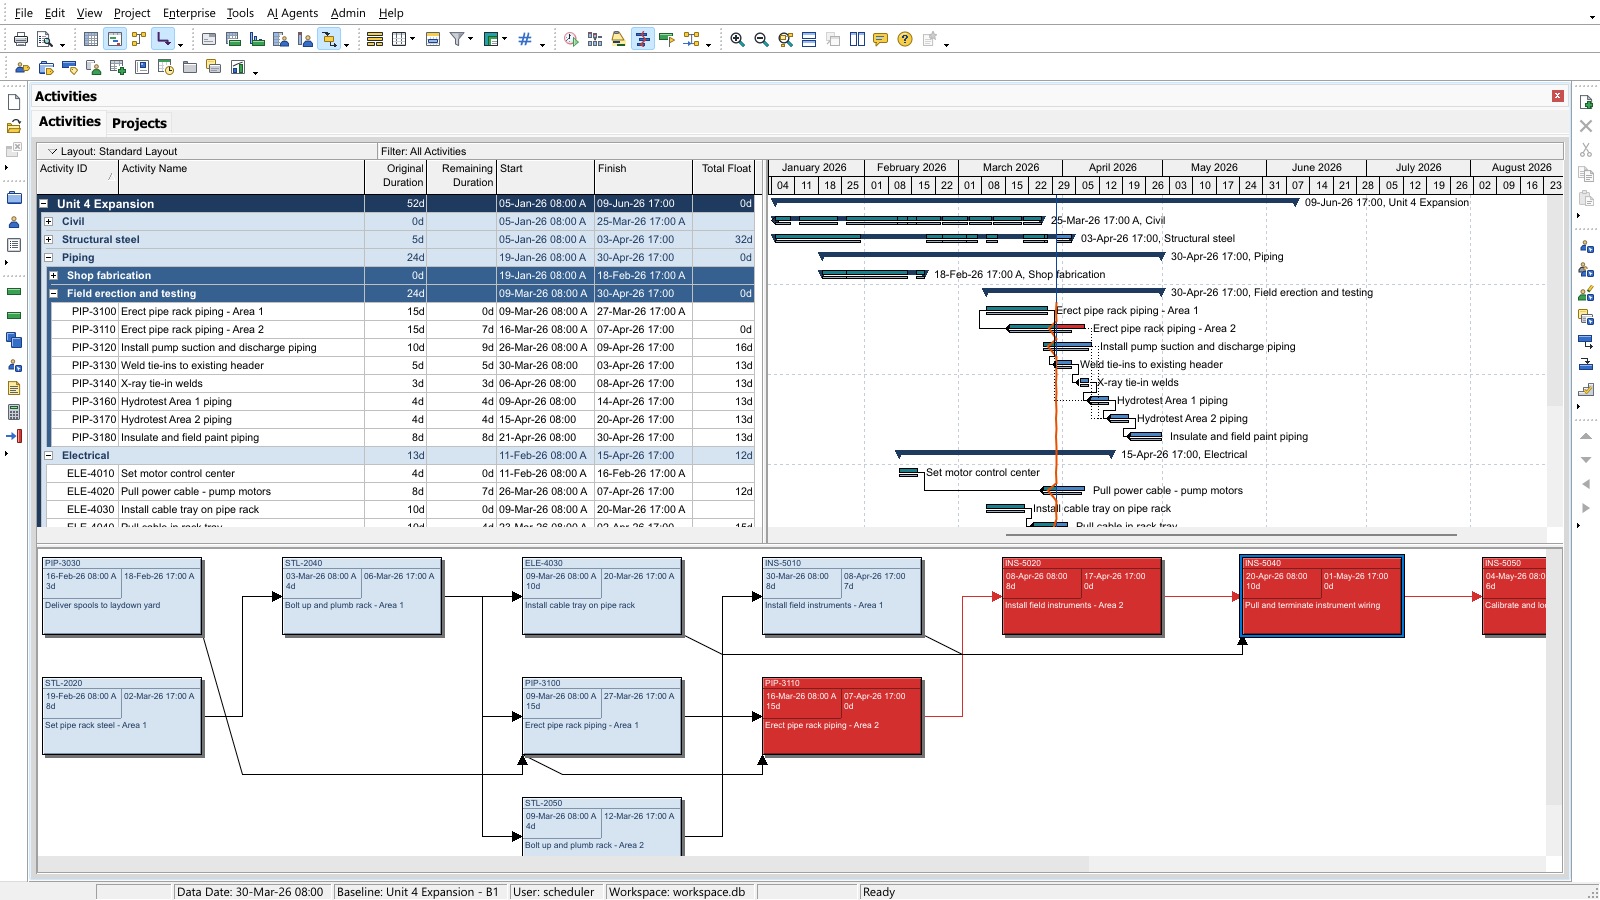 File Edit View Project Enterprise Tools AI Agents Admin Help
Activities
Activities Projects
Layout: Standard Layout Filter: All Activities
Activity ID Activity Name Original Duration Remaining Duration Start Finish Total Float
January 2026 February 2026 March 2026 April 2026 May 2026 June 2026 July 2026 August 2026
04 11 18 25 01 08 15 22 01 08 15 22 29 05 12 19 26 03 10 17 24 31 07 14 21 28 05 12 19 26 02 09 16 23
Unit 4 Expansion 52d 05-Jan-26 08:00 A 09-Jun-26 17:00 0d
09-Jun-26 17:00, Unit 4 Expansion
Civil 0d 05-Jan-26 08:00 A 25-Mar-26 17:00 A
25-Mar-26 17:00 A, Civil
Structural steel 5d 05-Jan-26 08:00 A 03-Apr-26 17:00 32d
03-Apr-26 17:00, Structural steel
Piping 24d 19-Jan-26 08:00 A 30-Apr-26 17:00 0d
30-Apr-26 17:00, Piping
Shop fabrication 0d 19-Jan-26 08:00 A 18-Feb-26 17:00 A
18-Feb-26 17:00 A, Shop fabrication
Field erection and testing 24d 09-Mar-26 08:00 A 30-Apr-26 17:00 0d
30-Apr-26 17:00, Field erection and testing
PIP-3100 Erect pipe rack piping - Area 1 15d 0d 09-Mar-26 08:00 A 27-Mar-26 17:00 A
Erect pipe rack piping - Area 1
PIP-3110 Erect pipe rack piping - Area 2 15d 7d 16-Mar-26 08:00 A 07-Apr-26 17:00 0d
Erect pipe rack piping - Area 2
PIP-3120 Install pump suction and discharge piping 10d 9d 26-Mar-26 08:00 A 09-Apr-26 17:00 16d
Install pump suction and discharge piping
PIP-3130 Weld tie-ins to existing header 5d 5d 30-Mar-26 08:00 03-Apr-26 17:00 13d
Weld tie-ins to existing header
PIP-3140 X-ray tie-in welds 3d 3d 06-Apr-26 08:00 08-Apr-26 17:00 13d
X-ray tie-in welds
PIP-3160 Hydrotest Area 1 piping 4d 4d 09-Apr-26 08:00 14-Apr-26 17:00 13d
Hydrotest Area 1 piping
PIP-3170 Hydrotest Area 2 piping 4d 4d 15-Apr-26 08:00 20-Apr-26 17:00 13d
Hydrotest Area 2 piping
PIP-3180 Insulate and field paint piping 8d 8d 21-Apr-26 08:00 30-Apr-26 17:00 13d
Insulate and field paint piping
Electrical 13d 11-Feb-26 08:00 A 15-Apr-26 17:00 12d
15-Apr-26 17:00, Electrical
ELE-4010 Set motor control center 4d 0d 11-Feb-26 08:00 A 16-Feb-26 17:00 A
Set motor control center
ELE-4020 Pull power cable - pump motors 8d 7d 26-Mar-26 08:00 A 07-Apr-26 17:00 12d
Pull power cable - pump motors
ELE-4030 Install cable tray on pipe rack 10d 0d 09-Mar-26 08:00 A 20-Mar-26 17:00 A
Install cable tray on pipe rack
ELE-4040 Pull cable in rack tray 10d 4d 23-Mar-26 08:00 A 02-Apr-26 17:00 15d
Pull cable in rack tray
PIP-3030
16-Feb-26 08:00 A 18-Feb-26 17:00 A
3d
Deliver spools to laydown yard
STL-2040
03-Mar-26 08:00 A 06-Mar-26 17:00 A
4d
Bolt up and plumb rack - Area 1
ELE-4030
09-Mar-26 08:00 A 20-Mar-26 17:00 A
10d
Install cable tray on pipe rack
INS-5010
30-Mar-26 08:00 08-Apr-26 17:00
8d 7d
Install field instruments - Area 1
INS-5020
08-Apr-26 08:00 17-Apr-26 17:00
8d 0d
Install field instruments - Area 2
INS-5040
20-Apr-26 08:00 01-May-26 17:00
10d 0d
Pull and terminate instrument wiring
INS-5050
04-May-26 08:0
6d
Calibrate and lo
STL-2020
19-Feb-26 08:00 A 02-Mar-26 17:00 A
8d
Set pipe rack steel - Area 1
PIP-3100
09-Mar-26 08:00 A 27-Mar-26 17:00 A
15d
Erect pipe rack piping - Area 1
PIP-3110
16-Mar-26 08:00 A 07-Apr-26 17:00
15d 0d
Erect pipe rack piping - Area 2
STL-2050
09-Mar-26 08:00 A 12-Mar-26 17:00 A
4d
Bolt up and plumb rack - Area 2
Data Date: 30-Mar-26 08:00 Baseline: Unit 4 Expansion - B1 User: scheduler Workspace: workspace.db Ready